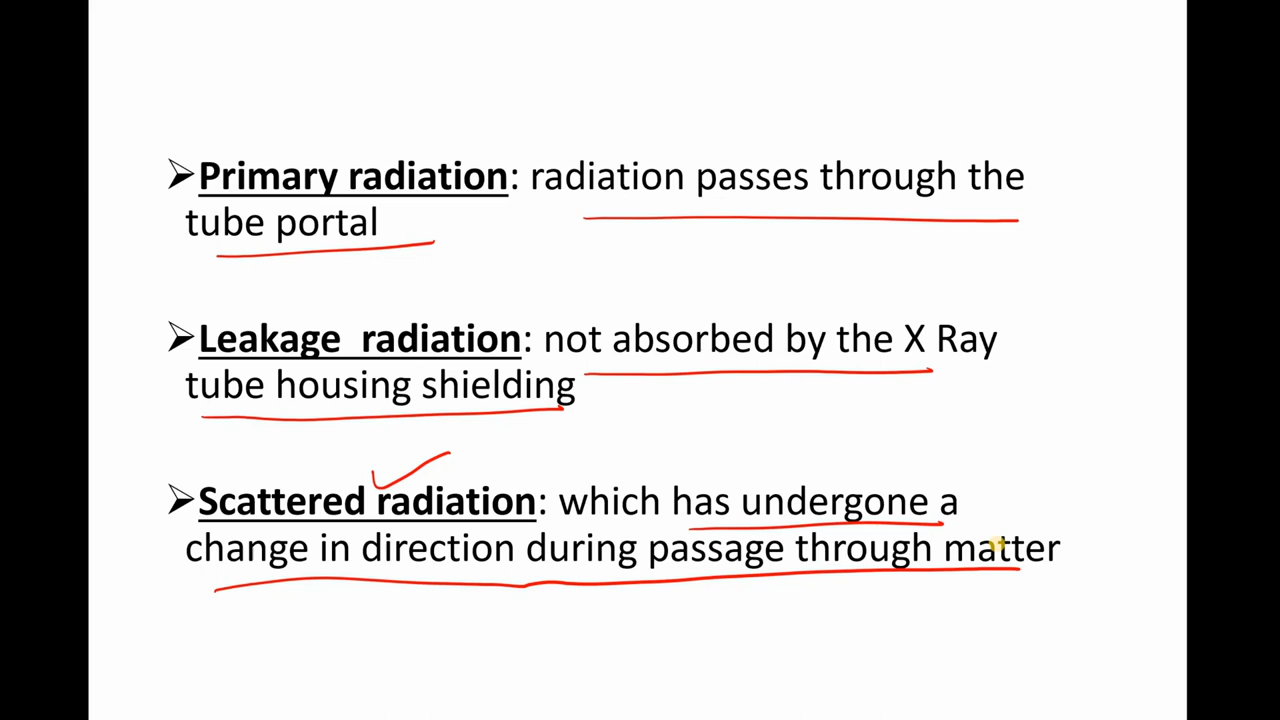 ➢Primary radiation: radiation passes through the
tube portal
➢Leakage radiation: not absorbed by the X Ray
tube housing shielding
➢Scattered radiation: which has undergone a
change in direction during passage through matter